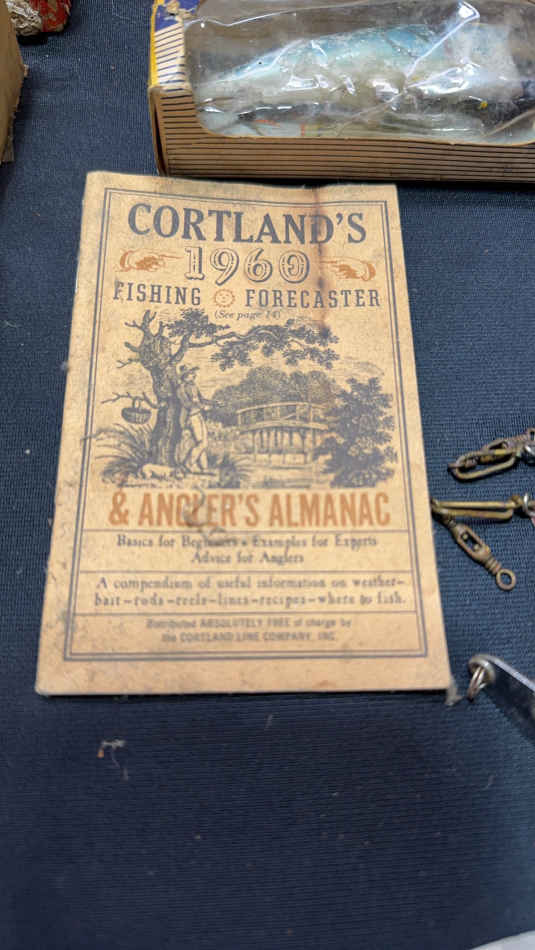 CORTLAND'S
1960
FISHING FORECASTER
(See page 14)
& ANGLER'S ALMANAC
Basics for Beginners • Examples for Experts
Advice for Anglers
A compendium of useful information on weather–
bait–rods–reels–lines–recipes–where to fish.
Distributed ABSOLUTELY FREE of charge by
the CORTLAND LINE COMPANY, INC.